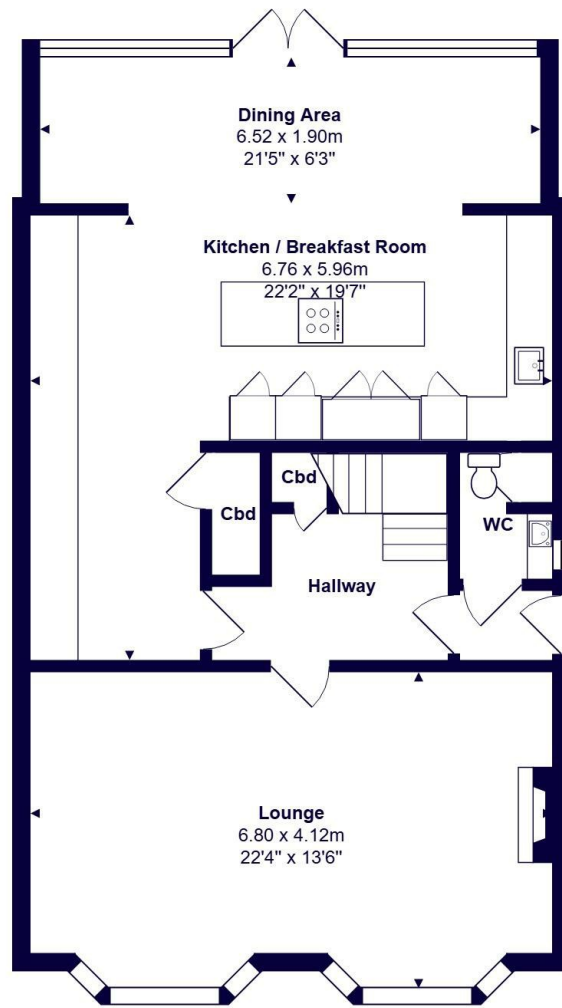 Dining Area
6.52 x 1.90m
21'5" x 6'3"
Kitchen / Breakfast Room
6.76 x 5.96m
22'2" x 19'7"
Cbd
Cbd
WC
Hallway
Lounge
6.80 x 4.12m
22'4" x 13'6"